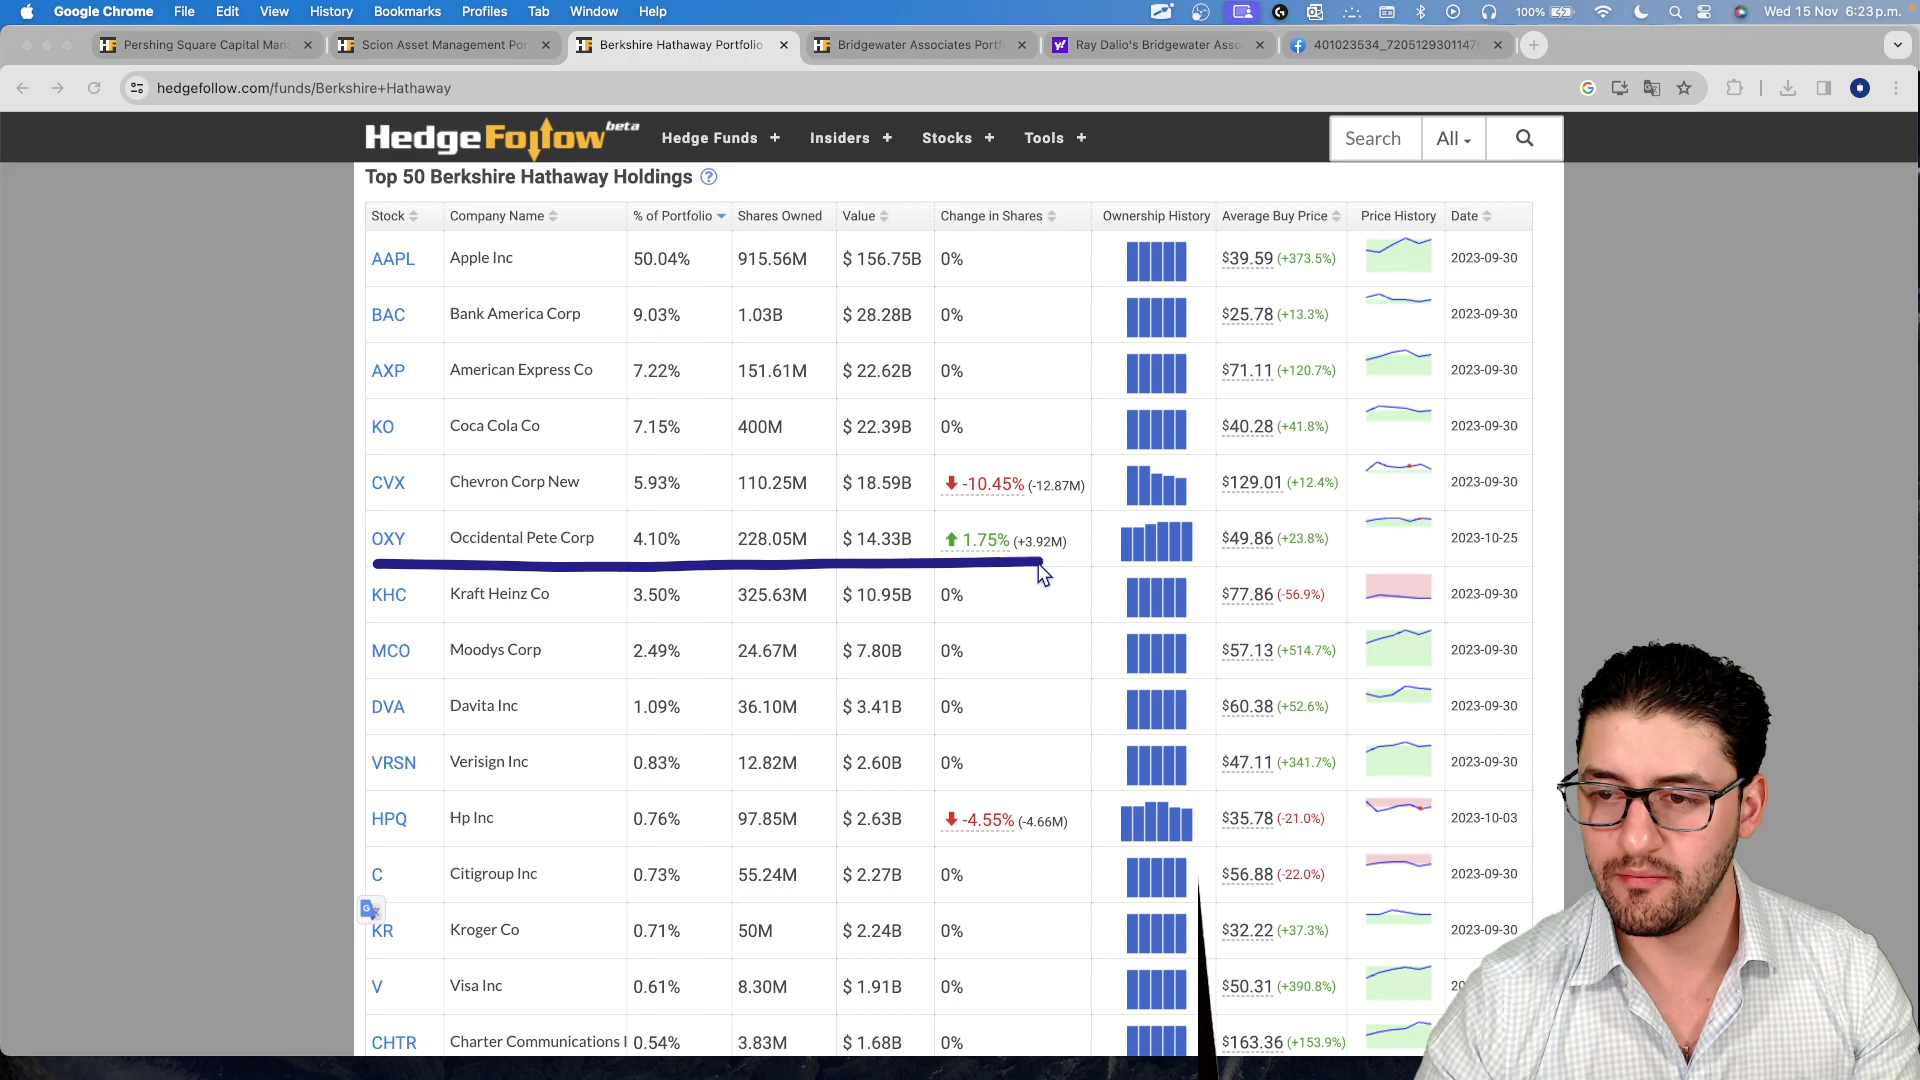 Google Chrome File Edit View History Bookmarks Profiles Tab Window Help 100% Wed 15 Nov 6:23 p.m.
Pershing Square Capital Man Scion Asset Management Por Berkshire Hathaway Portfolio Bridgewater Associates Portf Ray Dalio's Bridgewater Asso 401023534_7205129301147
hedgefollow.com/funds/Berkshire+Hathaway
HedgeFollow beta Hedge Funds + Insiders + Stocks + Tools + Search All
Top 50 Berkshire Hathaway Holdings ?
Stock Company Name % of Portfolio Shares Owned Value Change in Shares Ownership History Average Buy Price Price History Date
AAPL Apple Inc 50.04% 915.56M $ 156.75B 0% $39.59 (+373.5%) 2023-09-30
BAC Bank America Corp 9.03% 1.03B $ 28.28B 0% $25.78 (+13.3%) 2023-09-30
AXP American Express Co 7.22% 151.61M $ 22.62B 0% $71.11 (+120.7%) 2023-09-30
KO Coca Cola Co 7.15% 400M $ 22.39B 0% $40.28 (+41.8%) 2023-09-30
CVX Chevron Corp New 5.93% 110.25M $ 18.59B -10.45% (-12.87M) $129.01 (+12.4%) 2023-09-30
OXY Occidental Pete Corp 4.10% 228.05M $ 14.33B 1.75% (+3.92M) $49.86 (+23.8%) 2023-10-25
KHC Kraft Heinz Co 3.50% 325.63M $ 10.95B 0% $77.86 (-56.9%) 2023-09-30
MCO Moodys Corp 2.49% 24.67M $ 7.80B 0% $57.13 (+514.7%) 2023-09-30
DVA Davita Inc 1.09% 36.10M $ 3.41B 0% $60.38 (+52.6%) 2023-09-30
VRSN Verisign Inc 0.83% 12.82M $ 2.60B 0% $47.11 (+341.7%) 2023-09-30
HPQ Hp Inc 0.76% 97.85M $ 2.63B -4.55% (-4.66M) $35.78 (-21.0%) 2023-10-03
C Citigroup Inc 0.73% 55.24M $ 2.27B 0% $56.88 (-22.0%) 2023-09-30
KR Kroger Co 0.71% 50M $ 2.24B 0% $32.22 (+37.3%) 2023-09-30
V Visa Inc 0.61% 8.30M $ 1.91B 0% $50.31 (+390.8%) 20
CHTR Charter Communications I 0.54% 3.83M $ 1.68B 0% $163.36 (+153.9%)